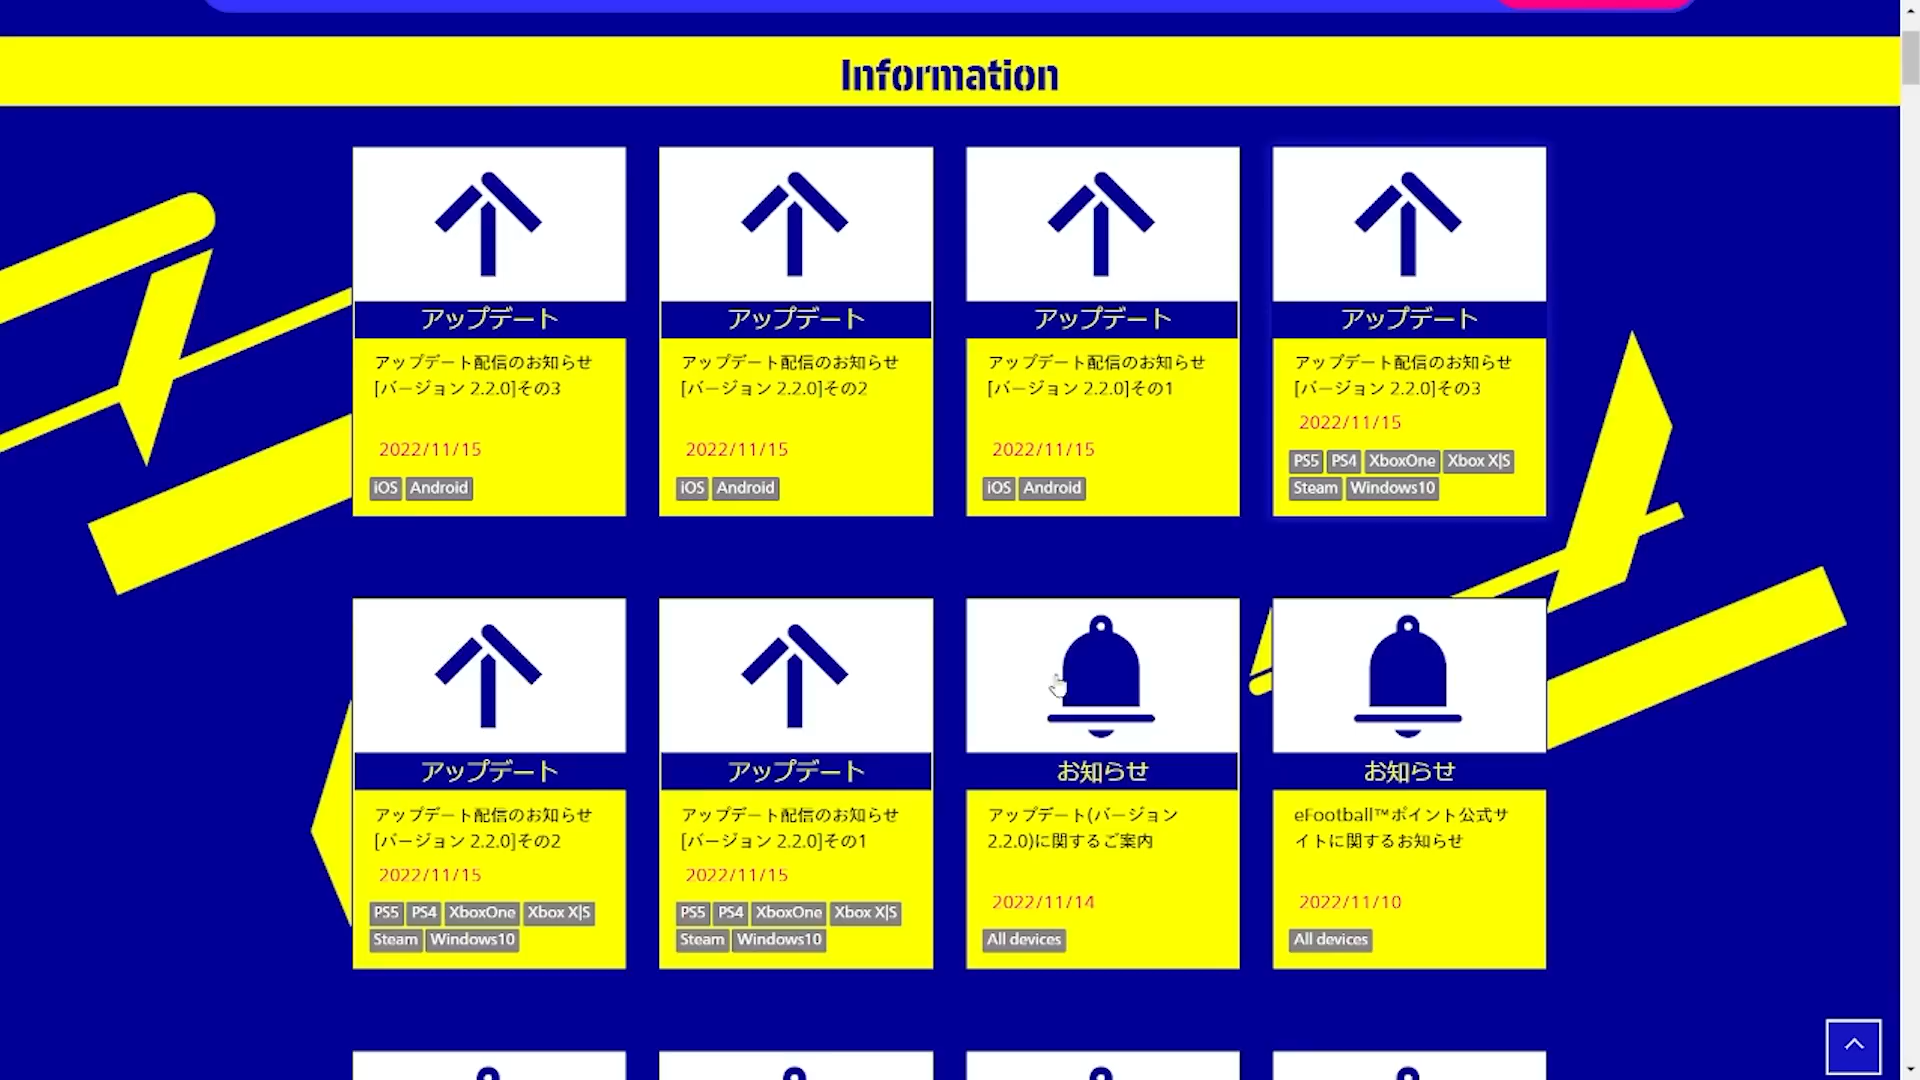 Information
アップデート
アップデート配信のお知らせ
[バージョン 2.2.0]その3
2022/11/15
iOS Android
アップデート
アップデート配信のお知らせ
[バージョン 2.2.0]その2
2022/11/15
iOS Android
アップデート
アップデート配信のお知らせ
[バージョン 2.2.0]その1
2022/11/15
iOS Android
アップデート
アップデート配信のお知らせ
[バージョン 2.2.0]その3
2022/11/15
PS5 PS4 XboxOne Xbox X|S
Steam Windows10
アップデート
アップデート配信のお知らせ
[バージョン 2.2.0]その2
2022/11/15
PS5 PS4 XboxOne Xbox X|S
Steam Windows10
アップデート
アップデート配信のお知らせ
[バージョン 2.2.0]その1
2022/11/15
PS5 PS4 XboxOne Xbox X|S
Steam Windows10
お知らせ
アップデート(バージョン
2.2.0)に関するご案内
2022/11/14
All devices
お知らせ
eFootball™ポイント公式サ
イトに関するお知らせ
2022/11/10
All devices